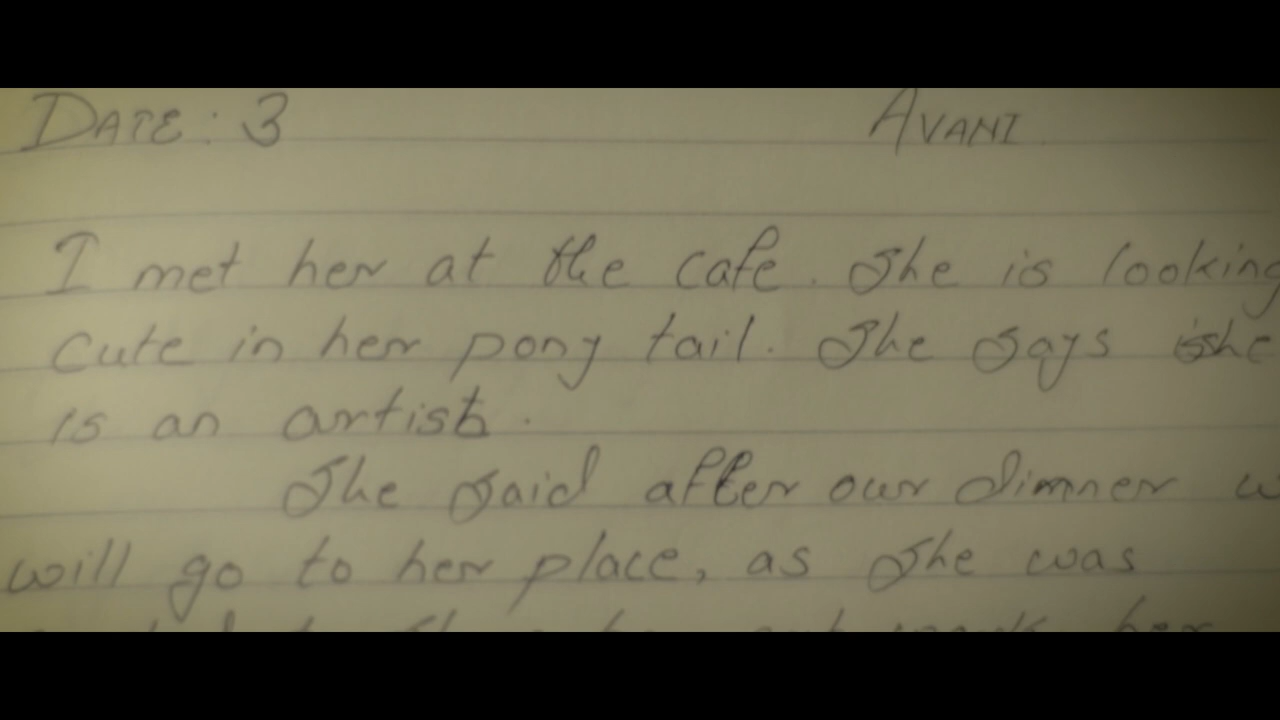 DATE: 3 AVANI
I met her at the cafe. She is looking
cute in her pony tail. She says she
is an artist.
She said after our dinner
will go to her place, as she was